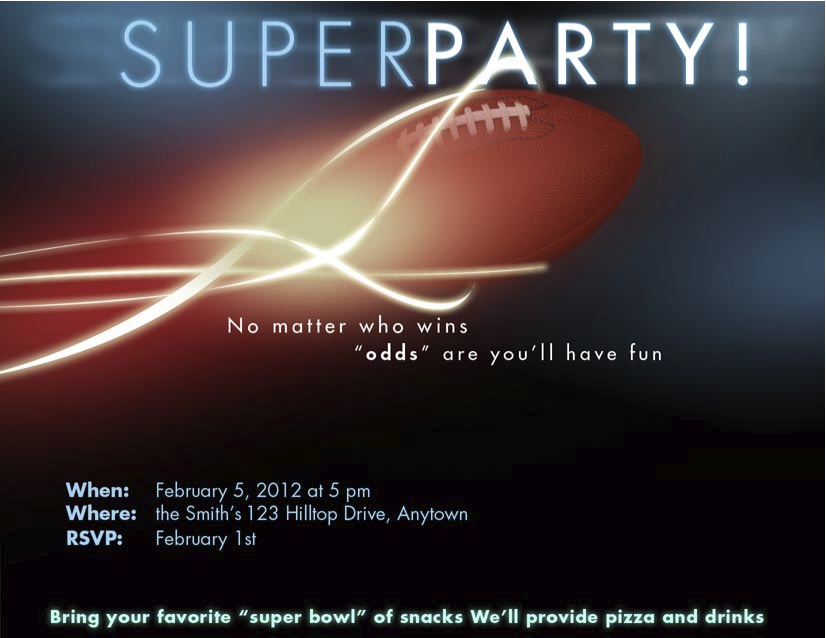 SUPERPARTY!
No matter who wins
“odds” are you’ll have fun
When: February 5, 2012 at 5 pm
Where: the Smith’s 123 Hilltop Drive, Anytown
RSVP: February 1st
Bring your favorite “super bowl” of snacks We’ll provide pizza and drinks